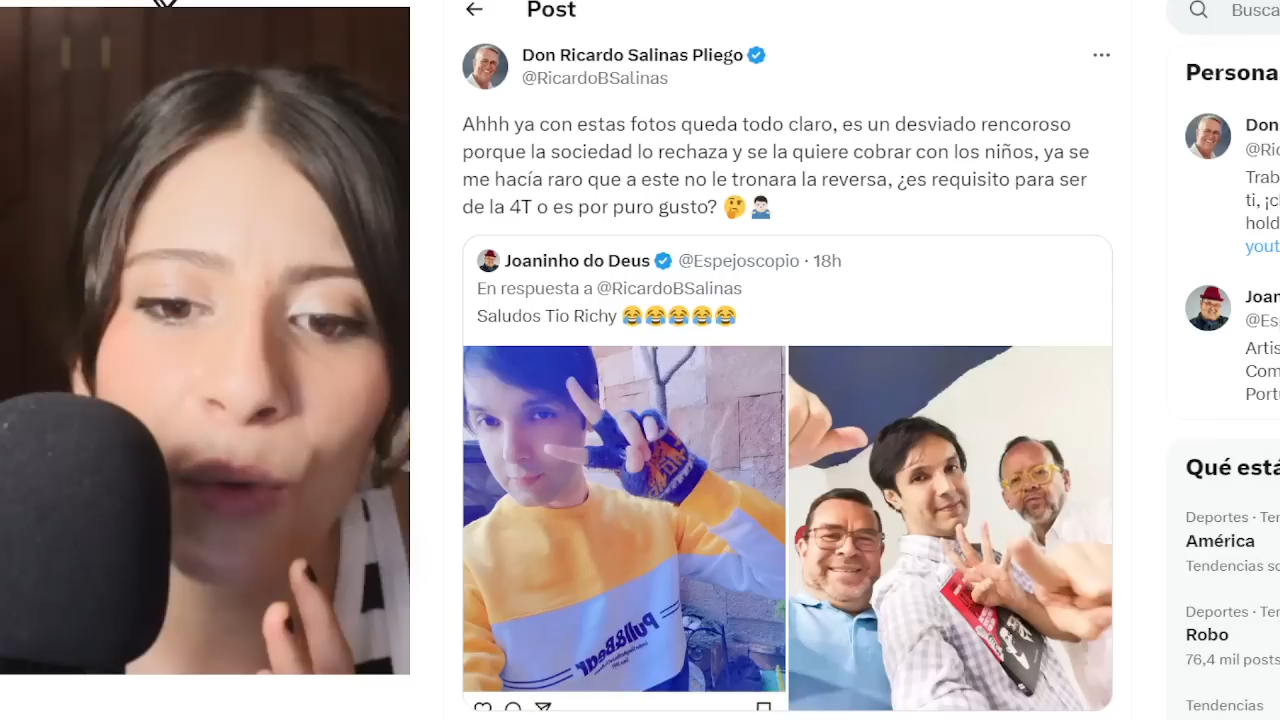 Post
Busca
Don Ricardo Salinas Pliego
@RicardoBSalinas
Ahhh ya con estas fotos queda todo claro, es un desviado rencoroso
porque la sociedad lo rechaza y se la quiere cobrar con los niños, ya se
me hacía raro que a este no le tronara la reversa, ¿es requisito para ser
de la 4T o es por puro gusto? 🤔🤷🏻‍♂️
Joaninho do Deus @Espejoscopio · 18h
En respuesta a @RicardoBSalinas
Saludos Tio Richy 😂😂😂😂😂
Pull&Bear
Persona
Don
@Ric
Trab
ti, ¡cl
hold
yout
Joan
@Esp
Artis
Com
Portu
Qué está
Deportes · Ten
América
Tendencias so
Deportes · Ten
Robo
76,4 mil posts
Tendencias